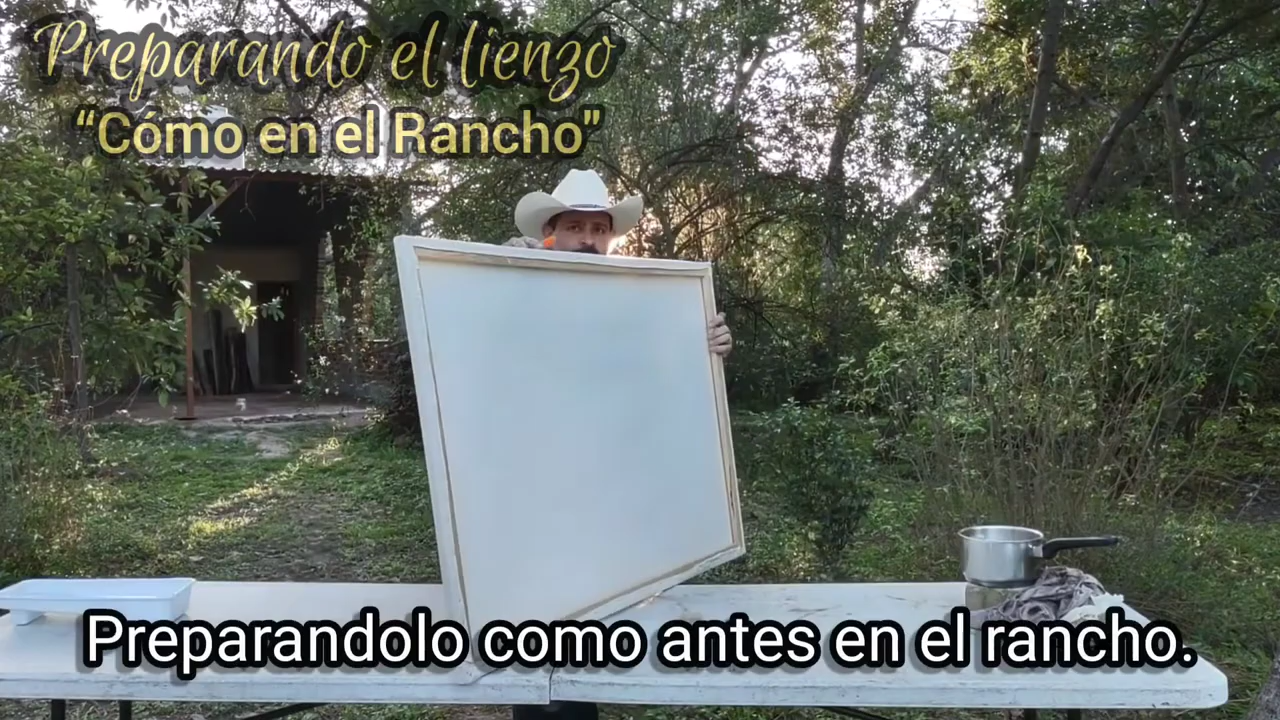 Preparando el lienzo
“Cómo en el Rancho”
Preparandolo como antes en el rancho.